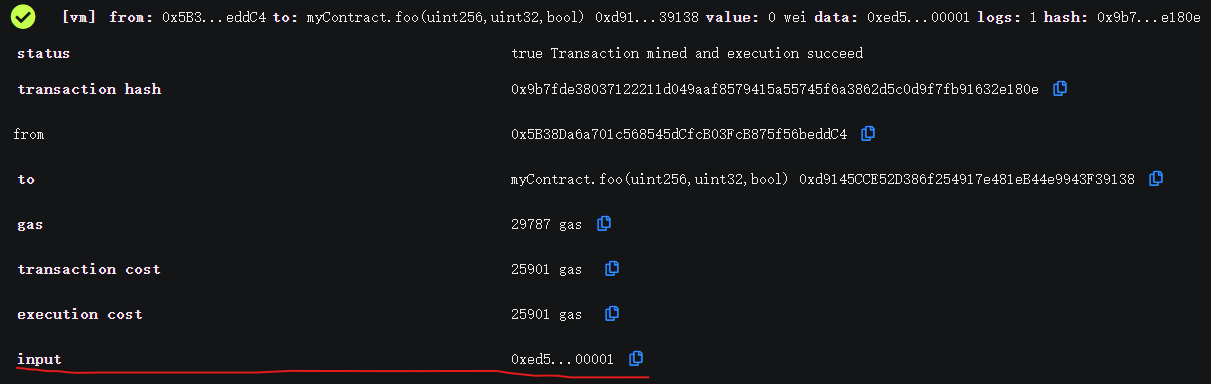 [vm] from: 0x5B3...eddC4 to: myContract.foo(uint256,uint32,bool) 0xd91...39138 value: 0 wei data: 0xed5...00001 logs: 1 hash: 0x9b7...e180e
status true Transaction mined and execution succeed
transaction hash 0x9b7fde38037122211d049aaf8579415a55745f6a3862d5c0d9f7fb91632e180e
from 0x5B38Da6a701c568545dCfcB03FcB875f56beddC4
to myContract.foo(uint256,uint32,bool) 0xd9145CCE52D386f254917e481eB44e9943F39138
gas 29787 gas
transaction cost 25901 gas
execution cost 25901 gas
input 0xed5...00001